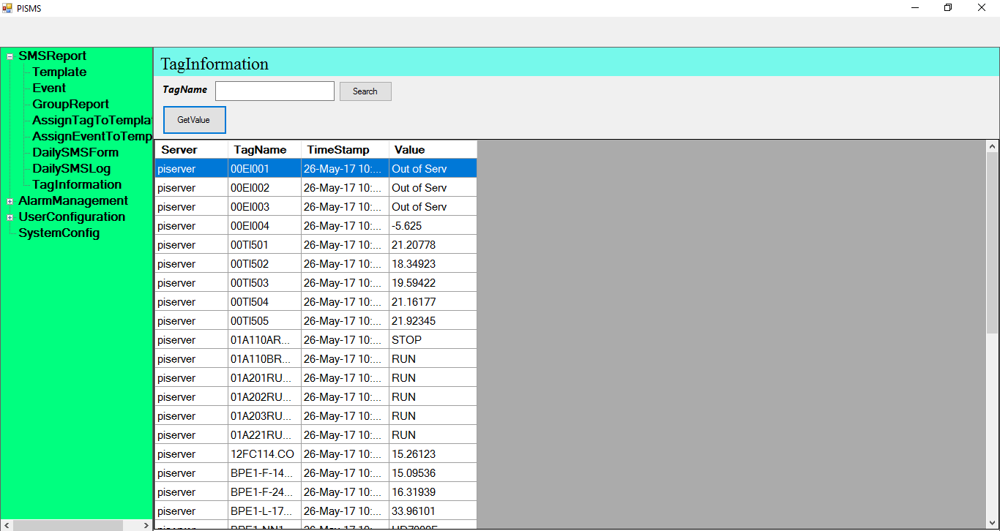 PISMS
SMSReport
Template
Event
GroupReport
AssignTagToTempla
AssignEventToTemp
DailySMSForm
DailySMSLog
TagInformation
AlarmManagement
UserConfiguration
SystemConfig
TagInformation
TagName Search
GetValue
Server TagName TimeStamp Value
piserver 00EI001 26-May-17 10:... Out of Serv
piserver 00EI002 26-May-17 10:... Out of Serv
piserver 00EI003 26-May-17 10:... Out of Serv
piserver 00EI004 26-May-17 10:... -5.625
piserver 00TI501 26-May-17 10:... 21.20778
piserver 00TI502 26-May-17 10:... 18.34923
piserver 00TI503 26-May-17 10:... 19.59422
piserver 00TI504 26-May-17 10:... 21.16177
piserver 00TI505 26-May-17 10:... 21.92345
piserver 01A110AR... 26-May-17 10:... STOP
piserver 01A110BR... 26-May-17 10:... RUN
piserver 01A201RU... 26-May-17 10:... RUN
piserver 01A202RU... 26-May-17 10:... RUN
piserver 01A203RU... 26-May-17 10:... RUN
piserver 01A221RU... 26-May-17 10:... RUN
piserver 12FC114.CO 26-May-17 10:... 15.26123
piserver BPE1-F-14... 26-May-17 10:... 15.09536
piserver BPE1-F-24... 26-May-17 10:... 16.31939
piserver BPE1-L-17... 26-May-17 10:... 33.96101
piserver 26-May-17 10:...